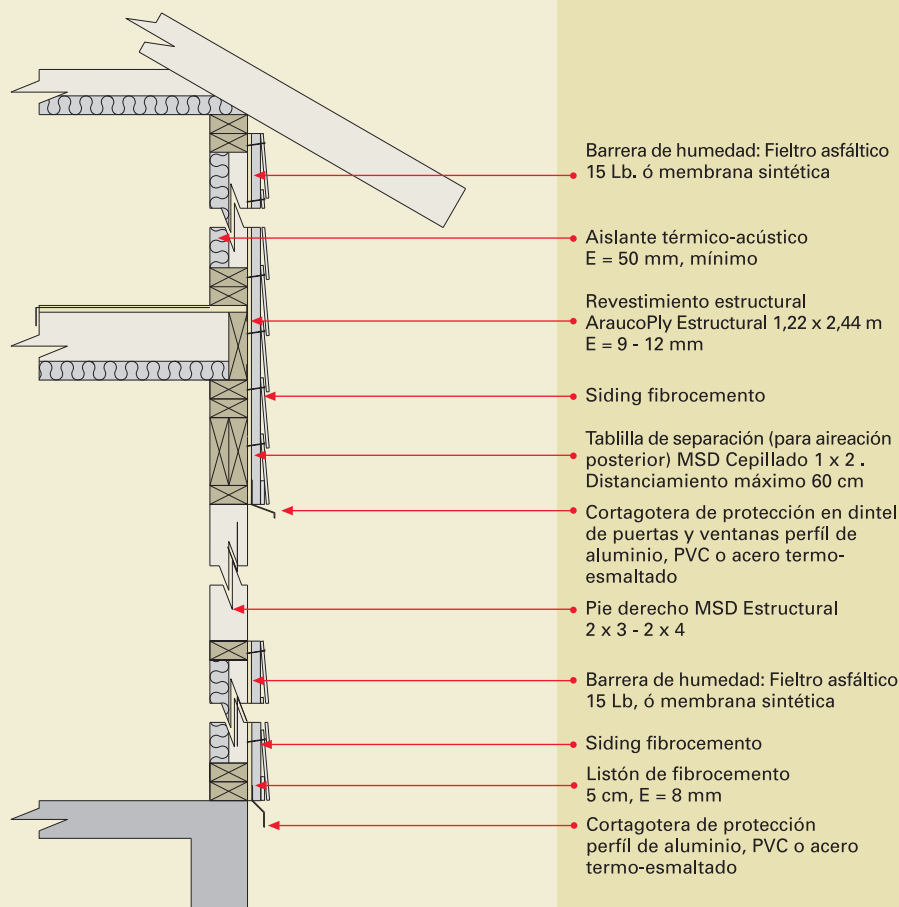 Barrera de humedad: Fieltro asfáltico
15 Lb. ó membrana sintética
Aislante térmico-acústico
E = 50 mm, mínimo
Revestimiento estructural
AraucoPly Estructural 1,22 x 2,44 m
E = 9 - 12 mm
Siding fibrocemento
Tablilla de separación (para aireación
posterior) MSD Cepillado 1 x 2 .
Distanciamiento máximo 60 cm
Cortagotera de protección en dintel
de puertas y ventanas perfíl de
aluminio, PVC o acero termo-
esmaltado
Pie derecho MSD Estructural
2 x 3 - 2 x 4
Barrera de humedad: Fieltro asfáltico
15 Lb, ó membrana sintética
Siding fibrocemento
Listón de fibrocemento
5 cm, E = 8 mm
Cortagotera de protección
perfíl de aluminio, PVC o acero
termo-esmaltado